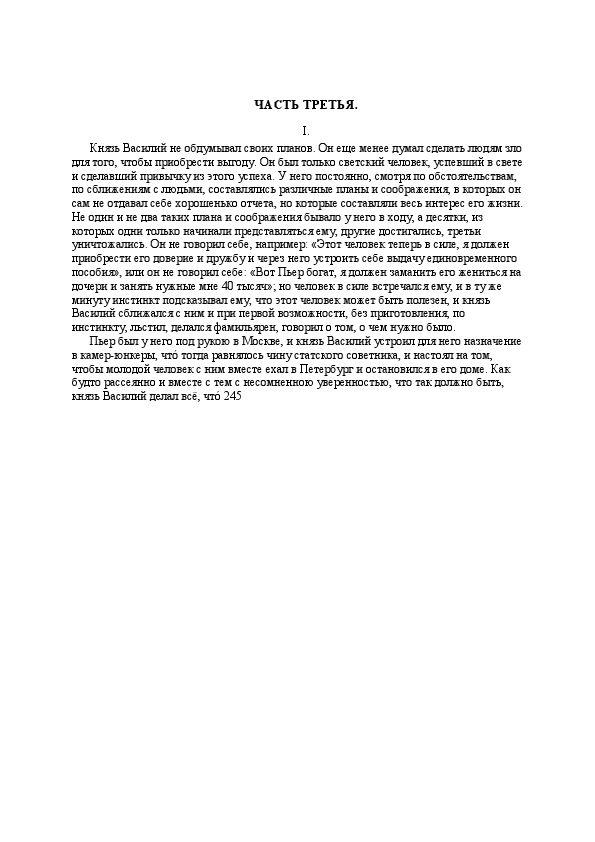 ЧАСТЬ ТРЕТЬЯ.
I.
Князь Василий не обдумывал своих планов. Он еще менее думал сделать людям зло
для того, чтобы приобрести выгоду. Он был только светский человек, успевший в свете
и сделавший привычку из этого успеха. У него постоянно, смотря по обстоятельствам,
по сближениям с людьми, составлялись различные планы и соображения, в которых он
сам не отдавал себе хорошенько отчета, но которые составляли весь интерес его жизни.
Не один и не два таких плана и соображения бывало у него в ходу, а десятки, из
которых одни только начинали представляться ему, другие достигались, третьи
уничтожались. Он не говорил себе, например: «Этот человек теперь в силе, я должен
приобрести его доверие и дружбу и через него устроить себе выдачу единовременного
пособия», или он не говорил себе: «Вот Пьер богат, я должен заманить его жениться на
дочери и занять нужные мне 40 тысяч»; но человек в силе встречался ему, и в ту же
минуту инстинкт подсказывал ему, что этот человек может быть полезен, и князь
Василий сближался с ним и при первой возможности, без приготовления, по
инстинкту, льстил, делался фамильярен, говорил о том, о чем нужно было.
Пьер был у него под рукою в Москве, и князь Василий устроил для него назначение
в камер-юнкеры, что́ тогда равнялось чину статского советника, и настоял на том,
чтобы молодой человек с ним вместе ехал в Петербург и остановился в его доме. Как
будто рассеянно и вместе с тем с несомненною уверенностью, что так должно быть,
князь Василий делал всё, что́ 245